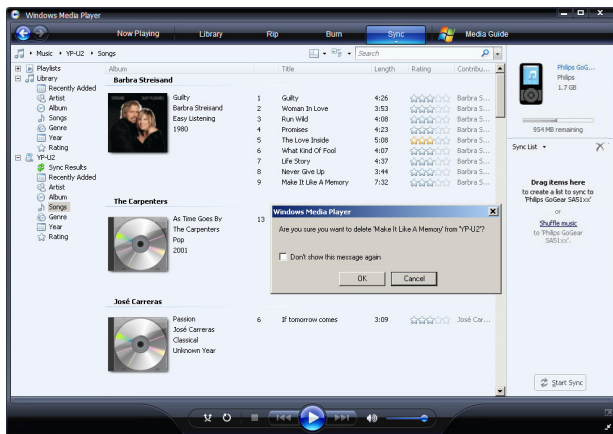 Windows Media Player
Now Playing Library Rip Burn Sync Media Guide
Music YP-U2 Songs
Search
Playlists
Library
Recently Added
Artist
Album
Songs
Genre
Year
Rating
YP-U2
Sync Results
Recently Added
Artist
Album
Songs
Genre
Year
Rating
Album Title Length Rating Contribu...
Barbra Streisand
Guilty
Barbra Streisand
Easy Listening
1980
1 Guilty 4:26 Barbra S...
2 Woman In Love 3:53 Barbra S...
3 Run Wild 4:08 Barbra S...
4 Promises 4:23 Barbra S...
5 The Love Inside 5:08 Barbra S...
6 What Kind Of Fool 4:07 Barbra S...
7 Life Story 4:37 Barbra S...
8 Never Give Up 3:44 Barbra S...
9 Make It Like A Memory 7:32 Barbra S...
The Carpenters
As Time Goes By
The Carpenters
Pop
2001
13
Windows Media Player
Are you sure you want to delete 'Make It Like A Memory' from 'YP-U2'?
Don't show this message again
OK Cancel
José Carreras
Passion
José Carreras
Classical
Unknown Year
6 If tomorrow comes 3:09 José Car...
Philips GoG...
Philips
1.7 GB
954 MB remaining
Sync List
Drag items here
to create a list to sync to
'Philips GoGear SA51xx'
or
Shuffle music
to 'Philips GoGear
SA51xx'.
Start Sync